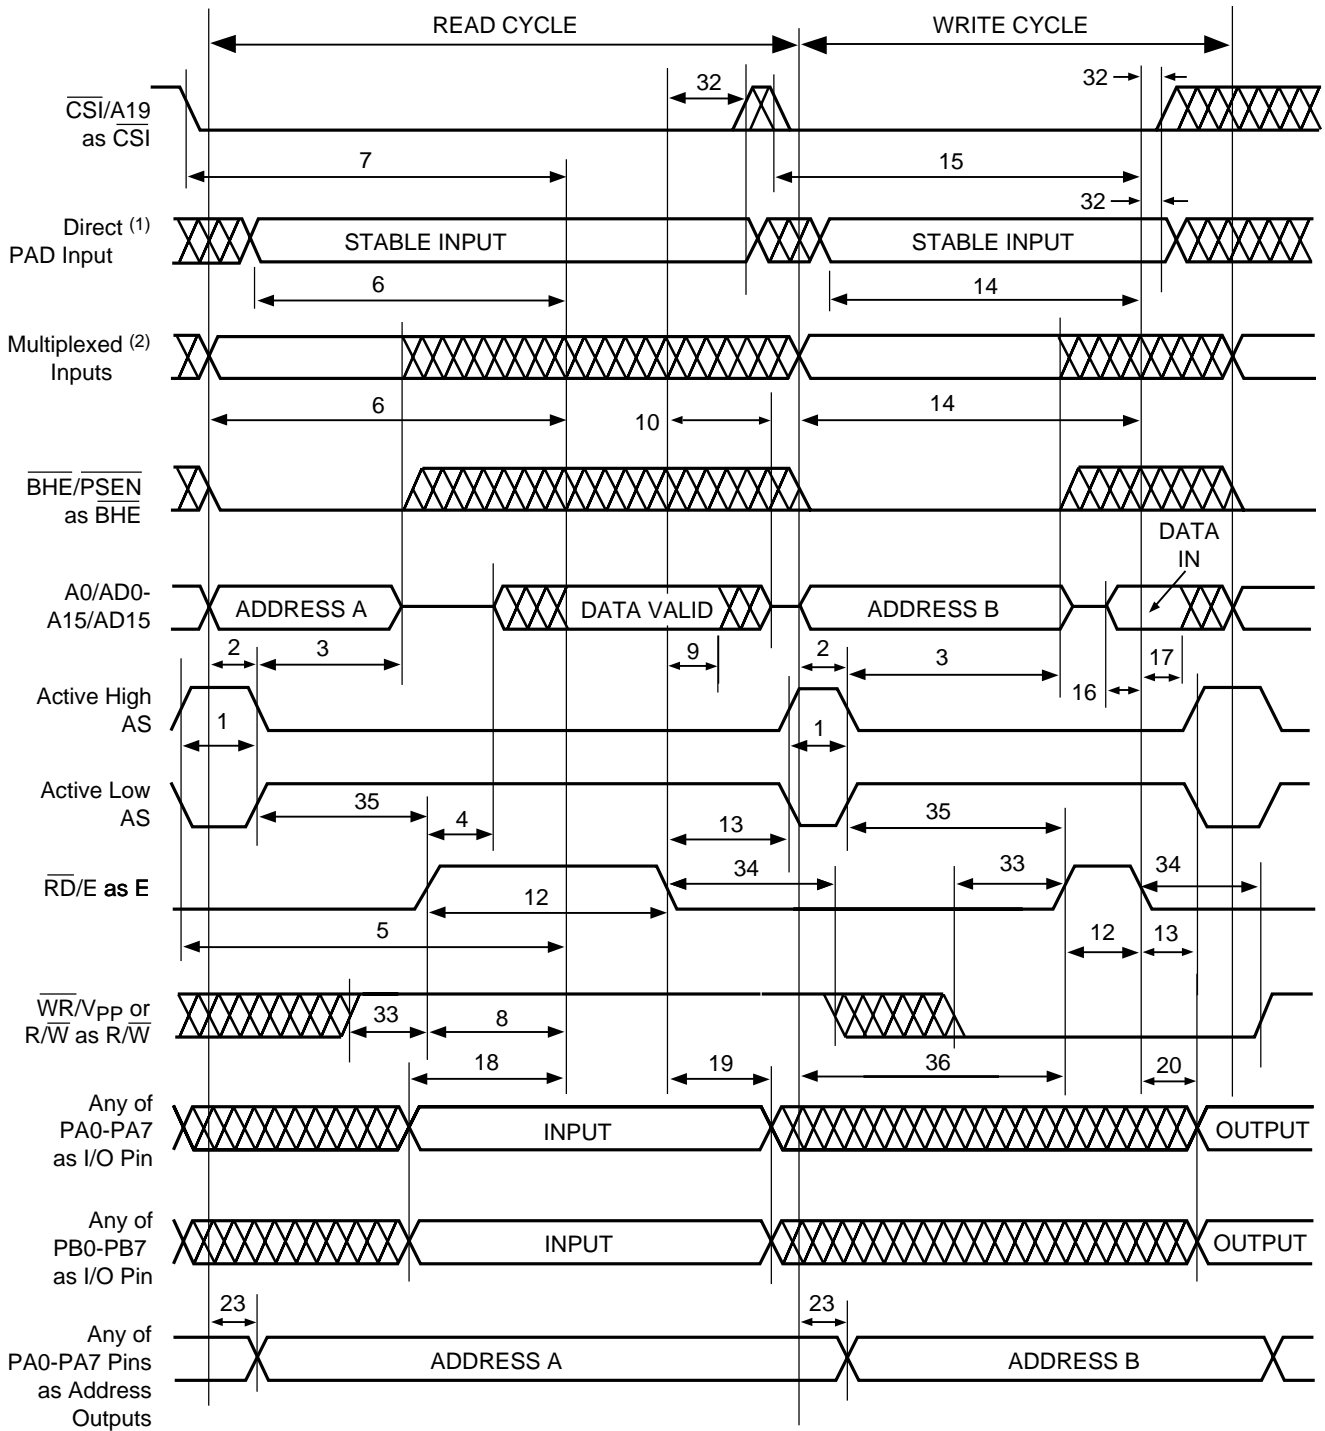 READ CYCLE WRITE CYCLE
32 32
CSI/A19
as CSI
7 15
32
Direct (1)
PAD Input
STABLE INPUT STABLE INPUT
6 14
Multiplexed (2)
Inputs
6 10 14
BHE/PSEN
as BHE
DATA
IN
A0/AD0-
A15/AD15
ADDRESS A DATA VALID ADDRESS B
2 3 9 2 3 16 17
Active High
AS
1 1
Active Low
AS
35 4 13 35
34 33 34
RD/E as E
12 12 13
5
WR/VPP or
R/W as R/W
33 8
18 19 36 20
Any of
PA0-PA7
as I/O Pin
INPUT OUTPUT
Any of
PB0-PB7
as I/O Pin
INPUT OUTPUT
23 23
Any of
PA0-PA7 Pins
as Address
Outputs
ADDRESS A ADDRESS B